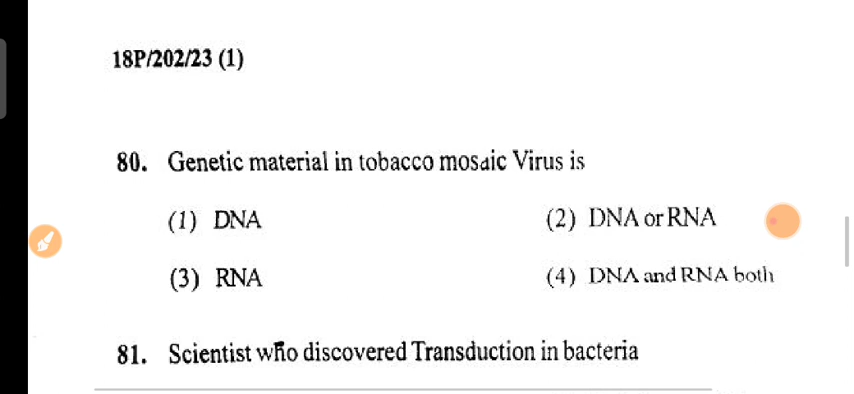 18P/202/23 (1)
80. Genetic material in tobacco mosaic Virus is
(1) DNA
(2) DNA or RNA
(3) RNA
(4) DNA and RNA both
81. Scientist who discovered Transduction in bacteria